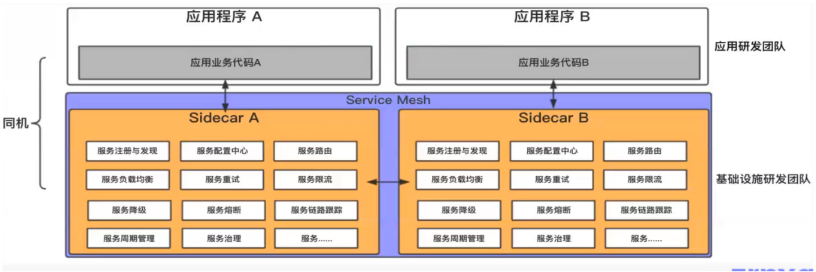 应用程序 A
应用程序 B
应用业务代码A
应用业务代码B
应用研发团队
同机
Service Mesh
Sidecar A
Sidecar B
服务注册与发现
服务配置中心
服务路由
服务负载均衡
服务重试
服务限流
服务降级
服务熔断
服务链路跟踪
服务周期管理
服务治理
服务......
服务注册与发现
服务配置中心
服务路由
服务负载均衡
服务重试
服务限流
服务降级
服务熔断
服务链路跟踪
服务周期管理
服务治理
服务......
基础设施研发团队